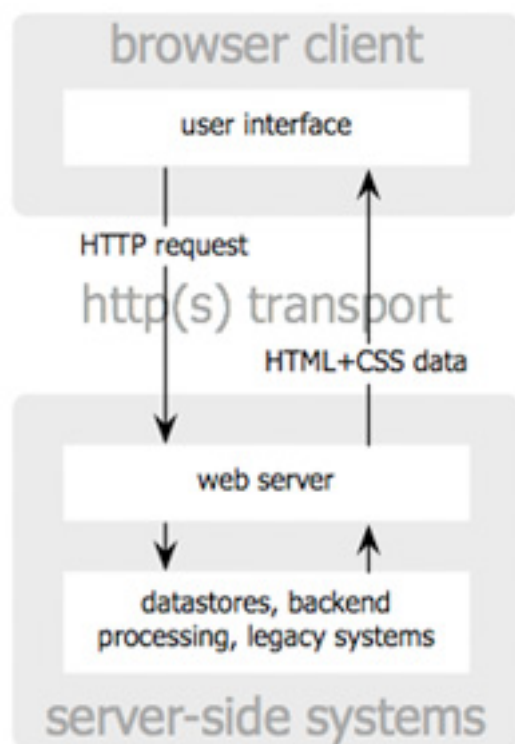 browser client
user interface
HTTP request
http(s) transport
HTML+CSS data
web server
datastores, backend
processing, legacy systems
server-side systems